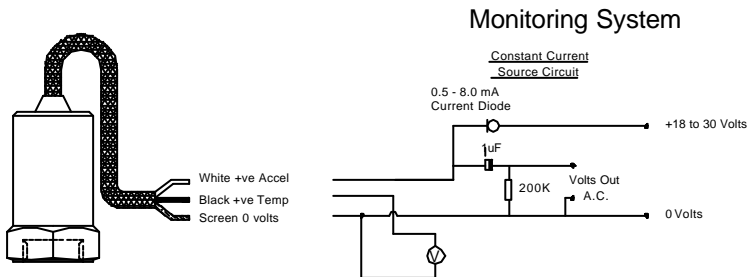 Monitoring System
Constant Current
Source Circuit
0.5 - 8.0 mA
Current Diode
+18 to 30 Volts
1uF
White +ve Accel
200K
Volts Out
A.C.
Black +ve Temp
Screen 0 volts
0 Volts
V